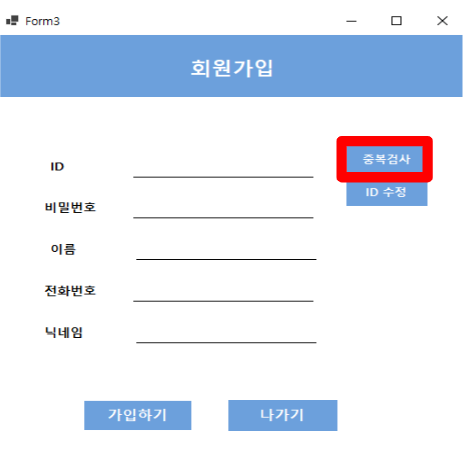 Form3
회원가입
ID
중복검사
ID 수정
비밀번호
이름
전화번호
닉네임
가입하기
나가기